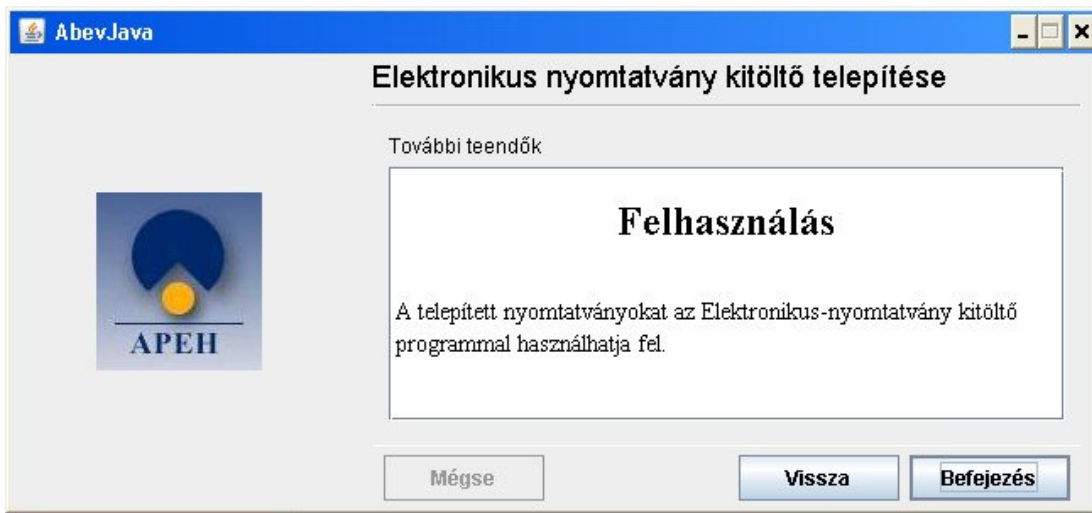 AbevJava
Elektronikus nyomtatvány kitöltő telepítése
További teendők
Felhasználás
A telepített nyomtatványokat az Elektronikus-nyomtatvány kitöltő
programmal használhatja fel.
APEH
Mégse
Vissza
Befejezés